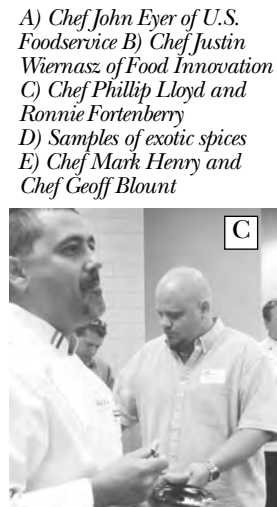 A) Chef John Eyer of U.S.
Foodservice B) Chef Justin
Wiernasz of Food Innovation
C) Chef Phillip Lloyd and
Ronnie Fortenberry
D) Samples of exotic spices
E) Chef Mark Henry and
Chef Geoff Blount
C